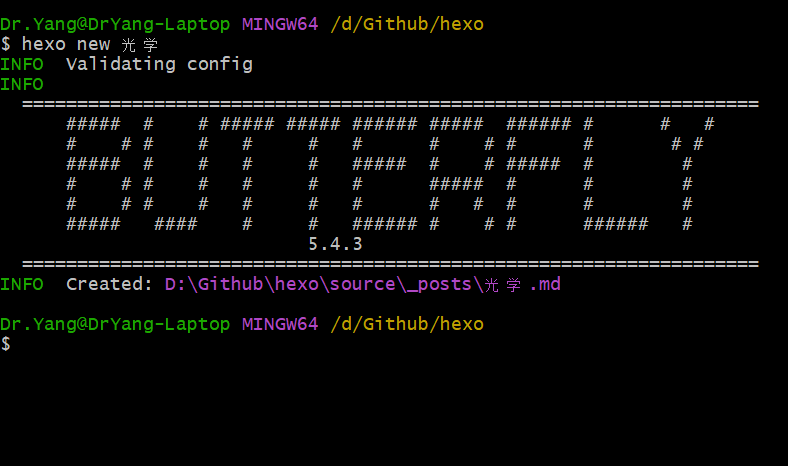 Dr.Yang@DrYang-Laptop MINGW64 /d/Github/hexo
$ hexo new 光学
INFO  Validating config
INFO
  ===================================================================
      #####  #    # ##### ##### ###### #####  ###### #      #   #
      #    # #    #   #     #   #      #    # #      #       # #
      #####  #    #   #     #   #####  #    # #####  #        #
      #    # #    #   #     #   #      #####  #      #        #
      #    # #    #   #     #   #      #   #  #      #        #
      #####   ####    #     #   ###### #    # #      ######   #
                            5.4.3
  ===================================================================
INFO  Created: D:\Github\hexo\source\_posts\光学.md
Dr.Yang@DrYang-Laptop MINGW64 /d/Github/hexo
$